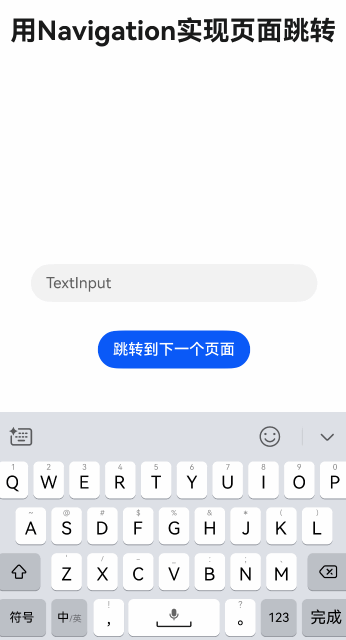 用Navigation实现页面跳转
TextInput
跳转到下一个页面
1 2 3 4 5 6 7 8 9 0
Q W E R T Y U I O P
~ @ # $ % & * ( )
A S D F G H J K L
Z X C V B N M
符号 中/英 ! , ? 。 123 完成